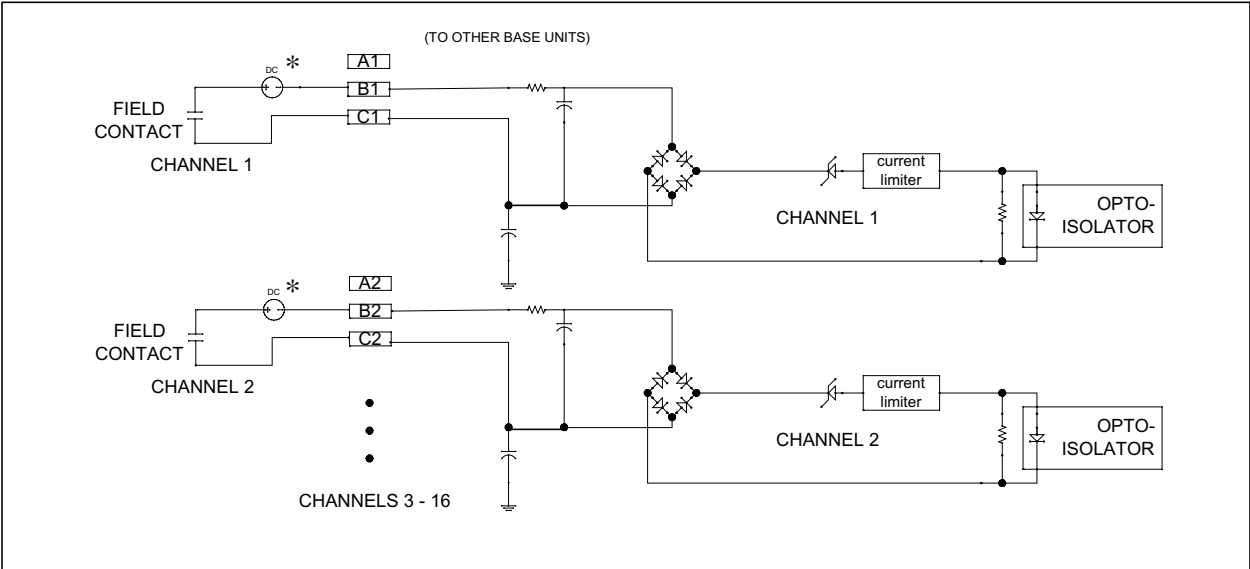 (TO OTHER BASE UNITS)
DC *
A1
B1
C1
FIELD
CONTACT
CHANNEL 1
current
limiter
CHANNEL 1
OPTO-
ISOLATOR
DC *
A2
B2
C2
FIELD
CONTACT
CHANNEL 2
current
limiter
CHANNEL 2
OPTO-
ISOLATOR
CHANNELS 3 - 16